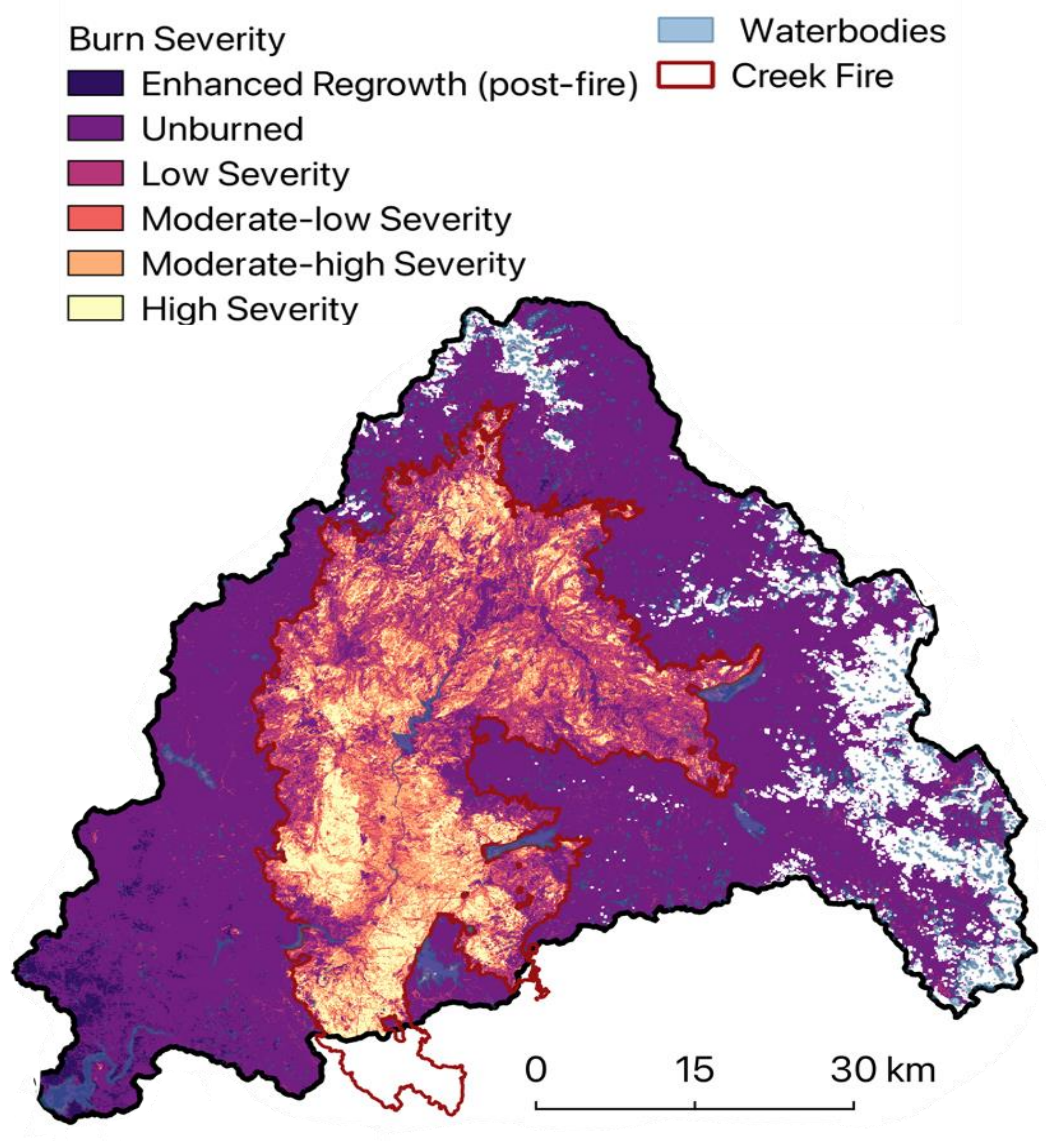 Burn Severity
Enhanced Regrowth (post-fire)
Unburned
Low Severity
Moderate-low Severity
Moderate-high Severity
High Severity
Waterbodies
Creek Fire
0 15 30 km